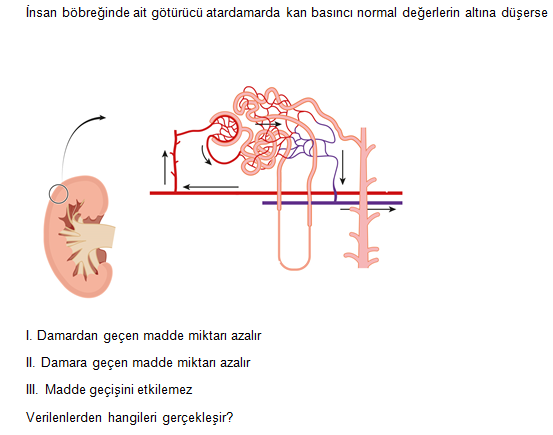 İnsan böbreğinde ait götürücü atardamarda kan basıncı normal değerlerin altına düşerse
I. Damardan geçen madde miktarı azalır
II. Damara geçen madde miktarı azalır
III. Madde geçişini etkilemez
Verilenlerden hangileri gerçekleşir?